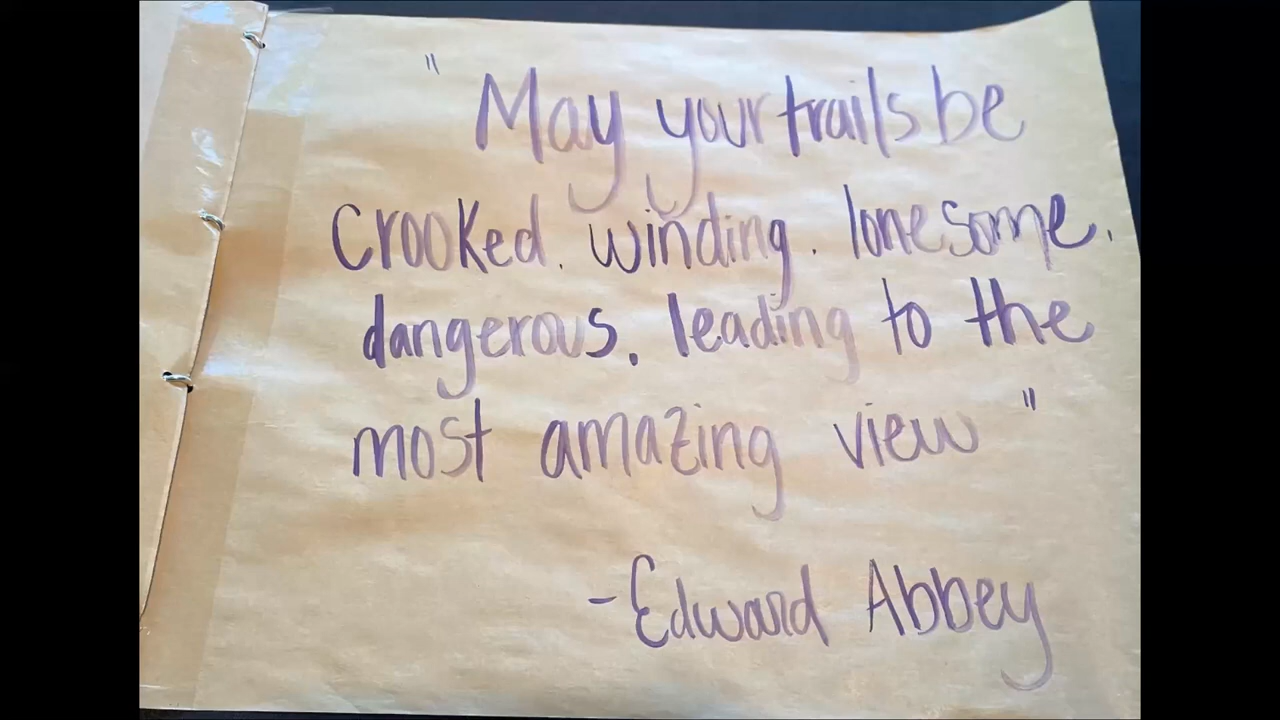 "May your trails be
crooked, winding, lonesome,
dangerous, leading to the
most amazing view"
-Edward Abbey